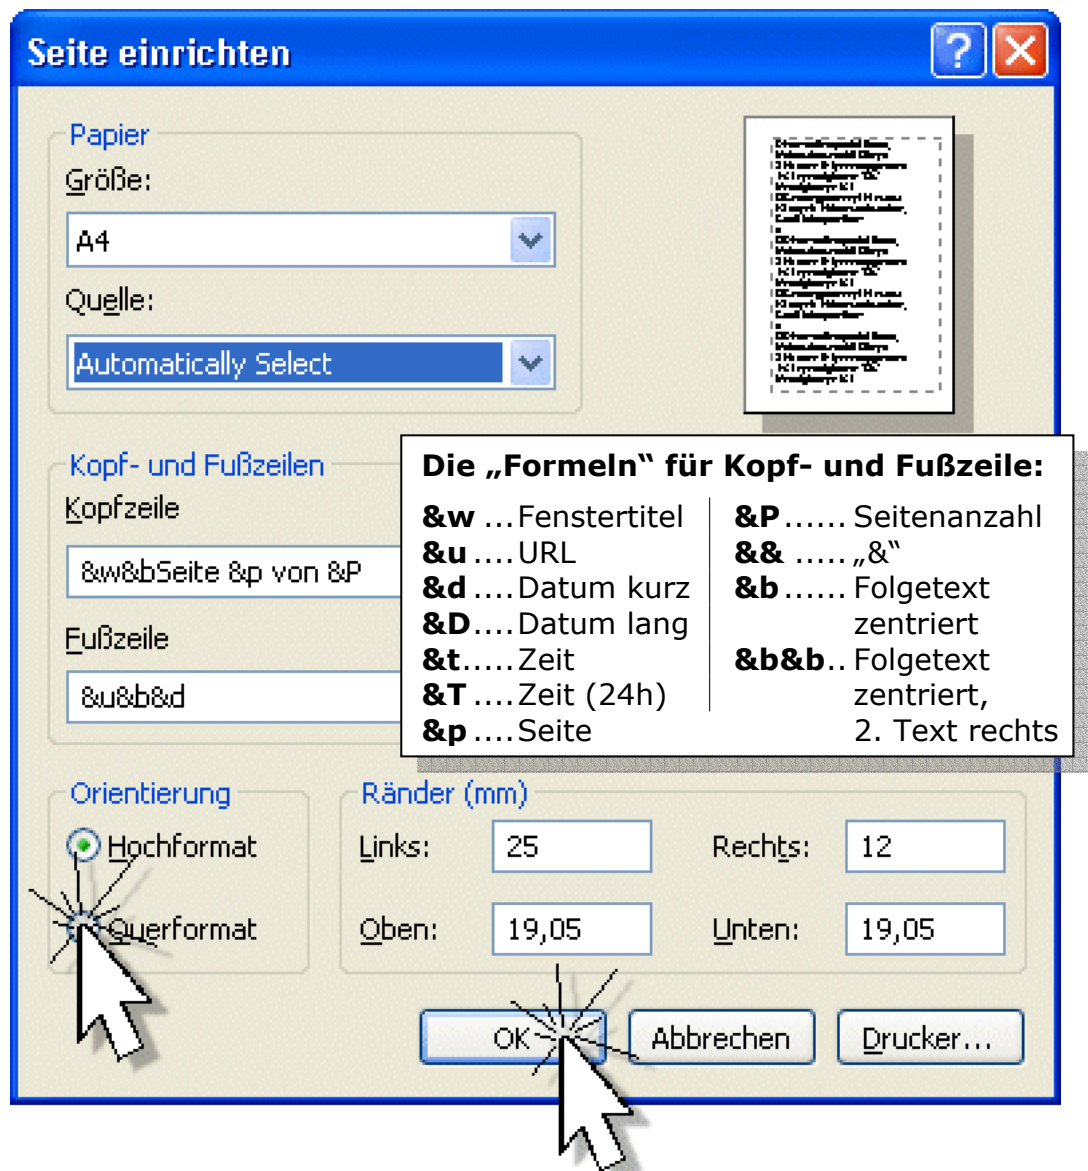 Seite einrichten
Papier
Größe:
A4
Quelle:
Automatically Select
Kopf- und Fußzeilen
Kopfzeile
&w&bSeite &p von &P
Fußzeile
&u&b&d
Die „Formeln“ für Kopf- und Fußzeile:
&w ...Fenstertitel
&u ....URL
&d ....Datum kurz
&D....Datum lang
&t.....Zeit
&T ....Zeit (24h)
&p ....Seite
&P...... Seitenanzahl
&& ..... „&“
&b ...... Folgetext
zentriert
&b&b.. Folgetext
zentriert,
2. Text rechts
Orientierung
Hochformat
Querformat
Ränder (mm)
Links: 25 Rechts: 12
Oben: 19,05 Unten: 19,05
OK Abbrechen Drucker...